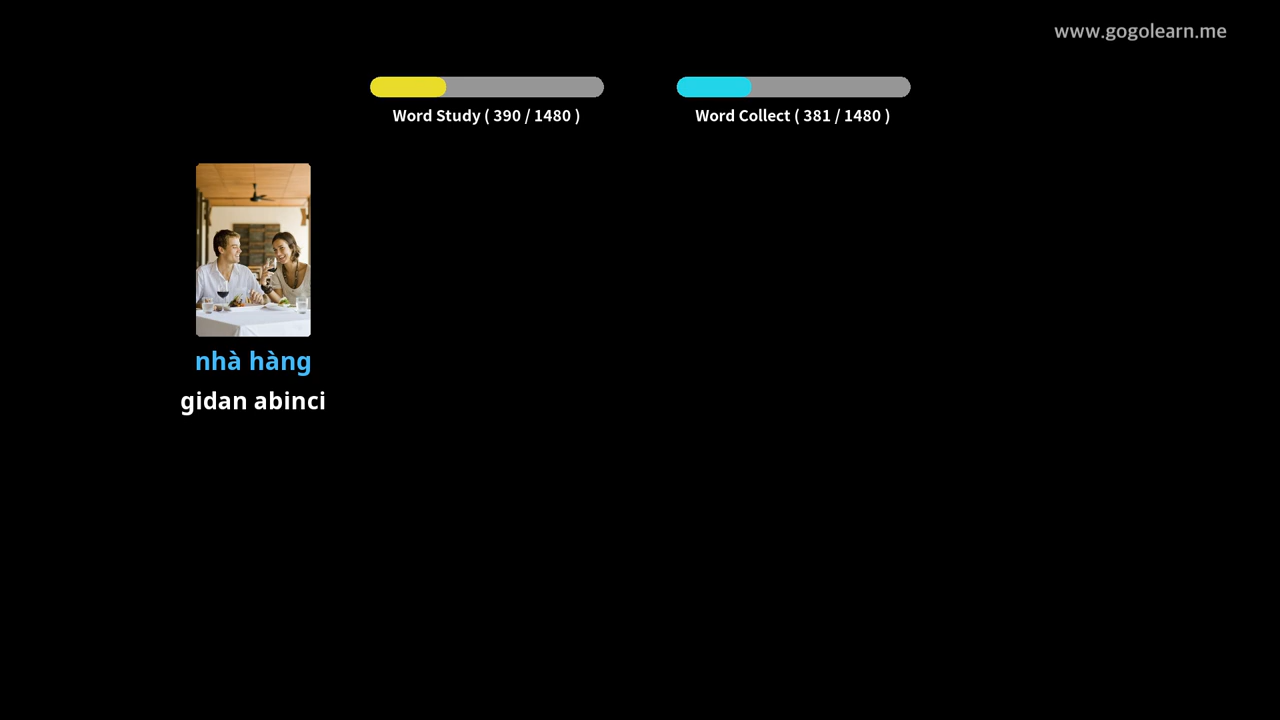 www.gogolearn.me
Word Study ( 390 / 1480 )
Word Collect ( 381 / 1480 )
nhà hàng
gidan abinci